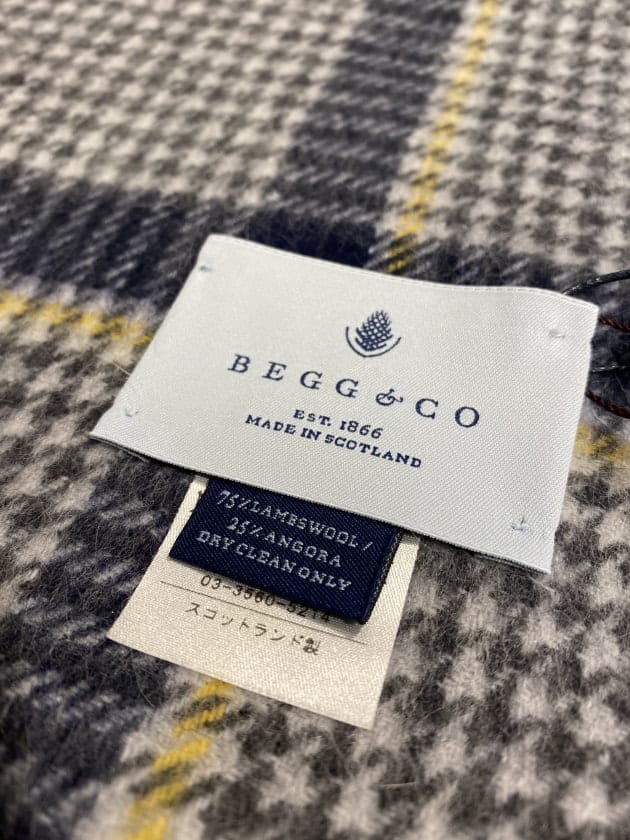 BEGG & CO
EST. 1866
MADE IN SCOTLAND
75% LAMBSWOOL /
25% ANGORA
DRY CLEAN ONLY
03-3560-5214
スコットランド製